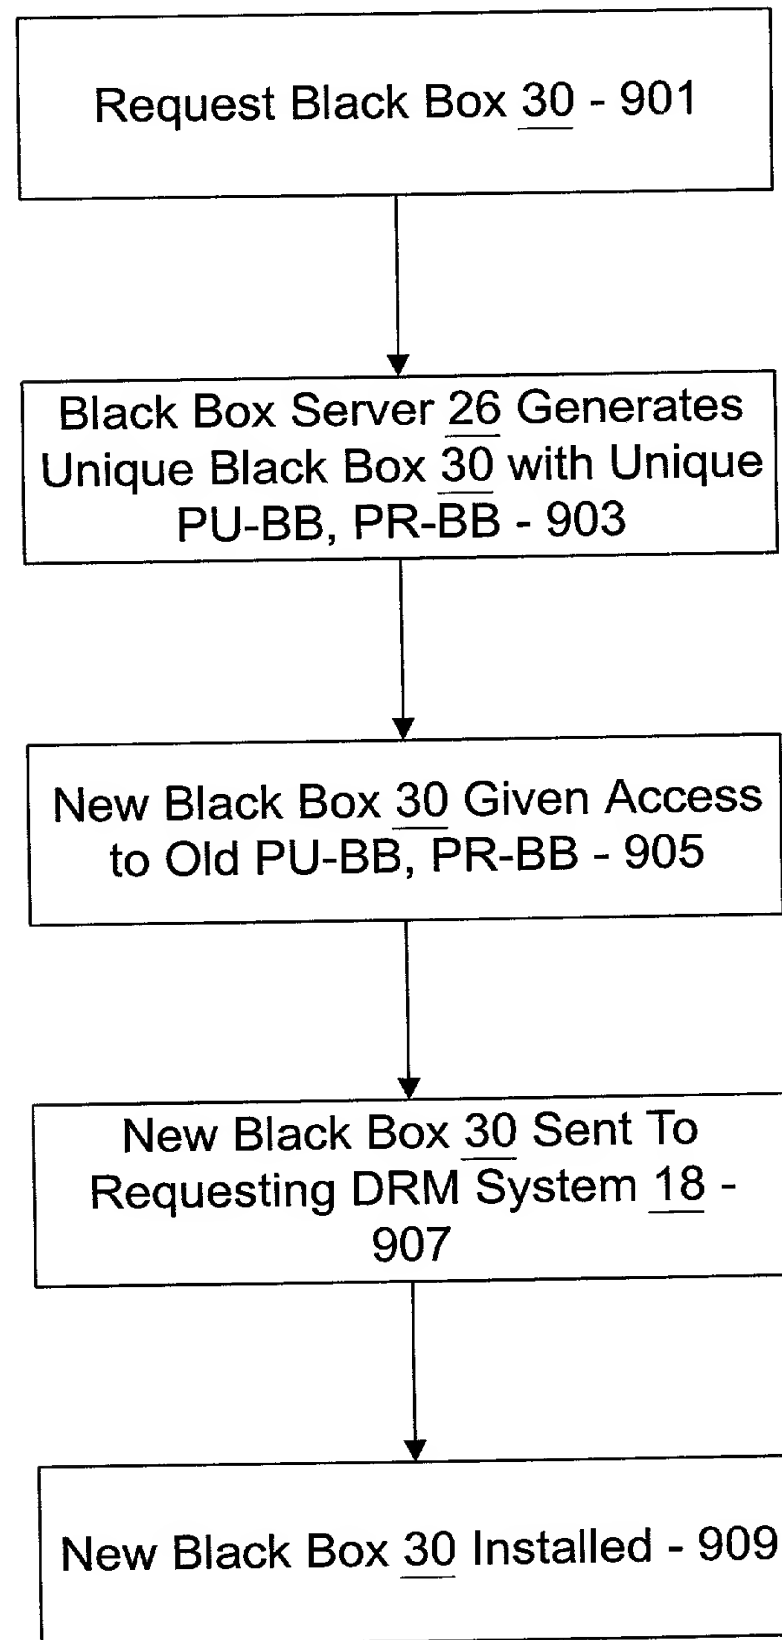 Request Black Box 30 - 901
Black Box Server 26 Generates
Unique Black Box 30 with Unique
PU-BB, PR-BB - 903
New Black Box 30 Given Access
to Old PU-BB, PR-BB - 905
New Black Box 30 Sent To
Requesting DRM System 18 -
907
New Black Box 30 Installed - 909